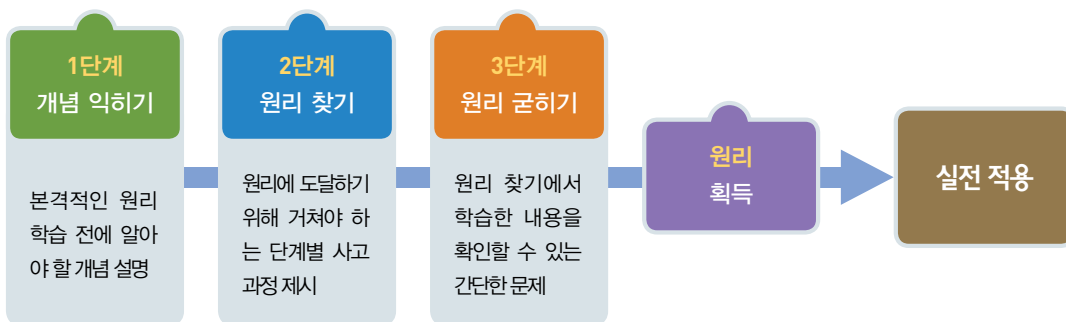 1단계
개념 익히기
본격적인 원리
학습 전에 알아
야 할 개념 설명
2단계
원리 찾기
원리에 도달하기
위해 거쳐야 하
는 단계별 사고
과정 제시
3단계
원리 굳히기
원리 찾기에서
학습한 내용을
확인할 수 있는
간단한 문제
원리
획득
실전 적용